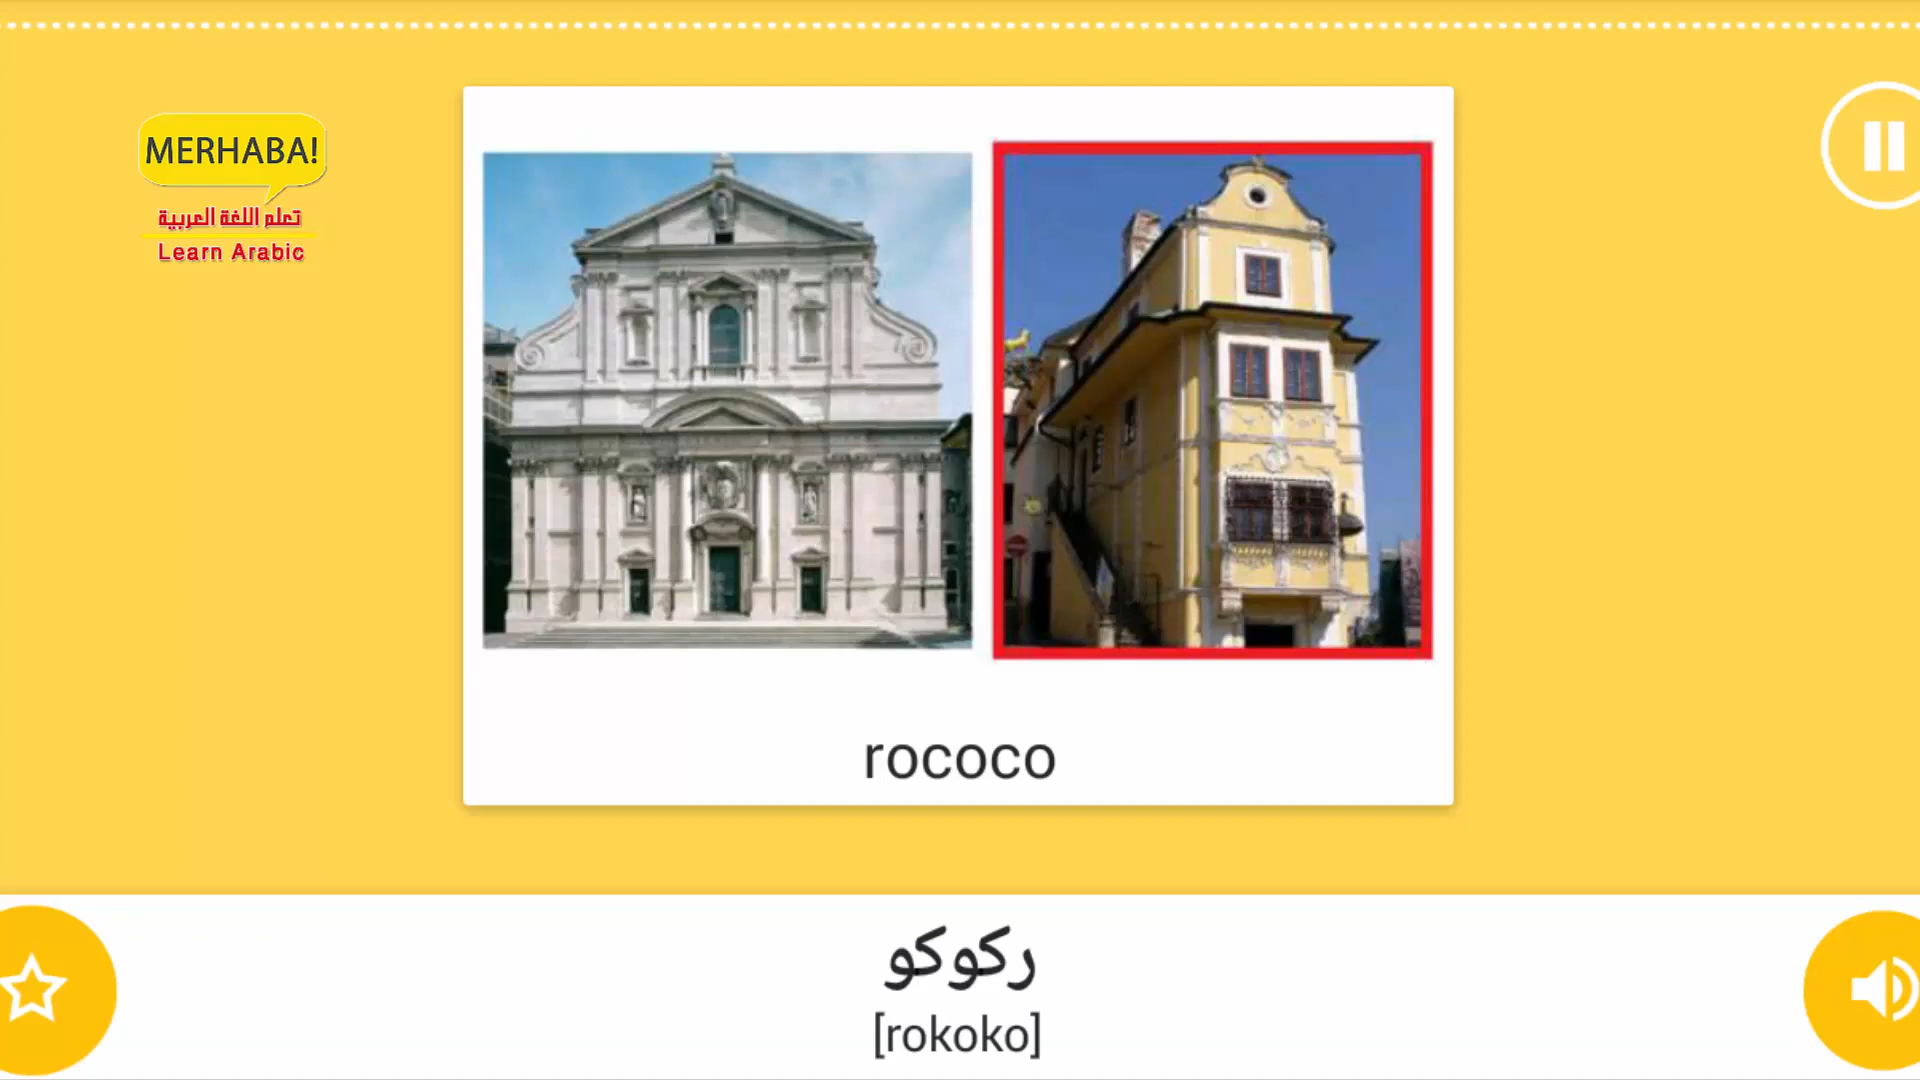 MERHABA!
تعلم اللغة العربية
Learn Arabic
rococo
ركوكو
[rokoko]